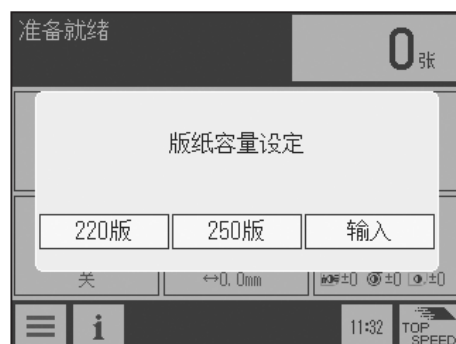 准备就绪
0张
版纸容量设定
220版
250版
输入
关
↔0.0mm
±0
±0
±0
i
11:32
TOP
SPEED